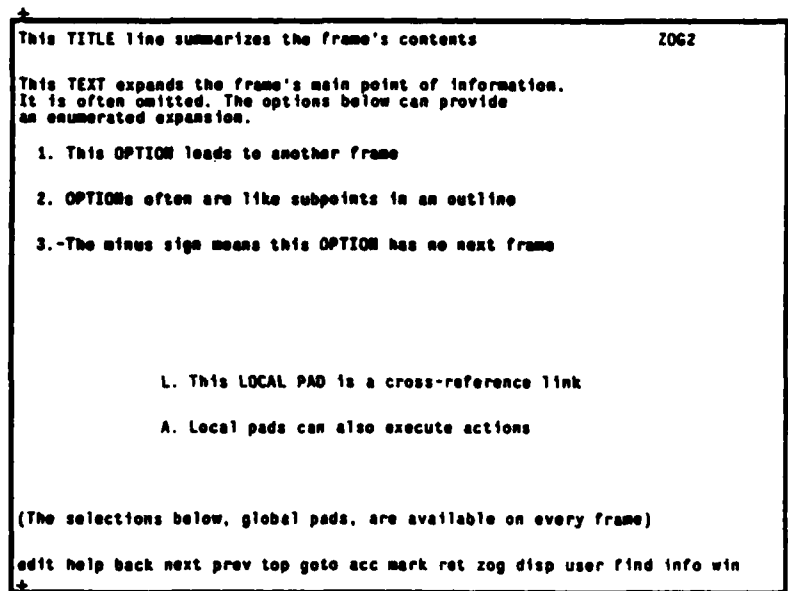 This TITLE line summarizes the frame's contents ZOG2
This TEXT expands the frame's main point of information.
It is often omitted. The options below can provide
an enumerated expansion.
1. This OPTION leads to another frame
2. OPTIONs often are like subpoints in an outline
3.-The minus sign means this OPTION has no next frame
L. This LOCAL PAD is a cross-reference link
A. Local pads can also execute actions
(The selections below, global pads, are available on every frame)
edit help back next prev top goto acc mark ret zog disp user find info win